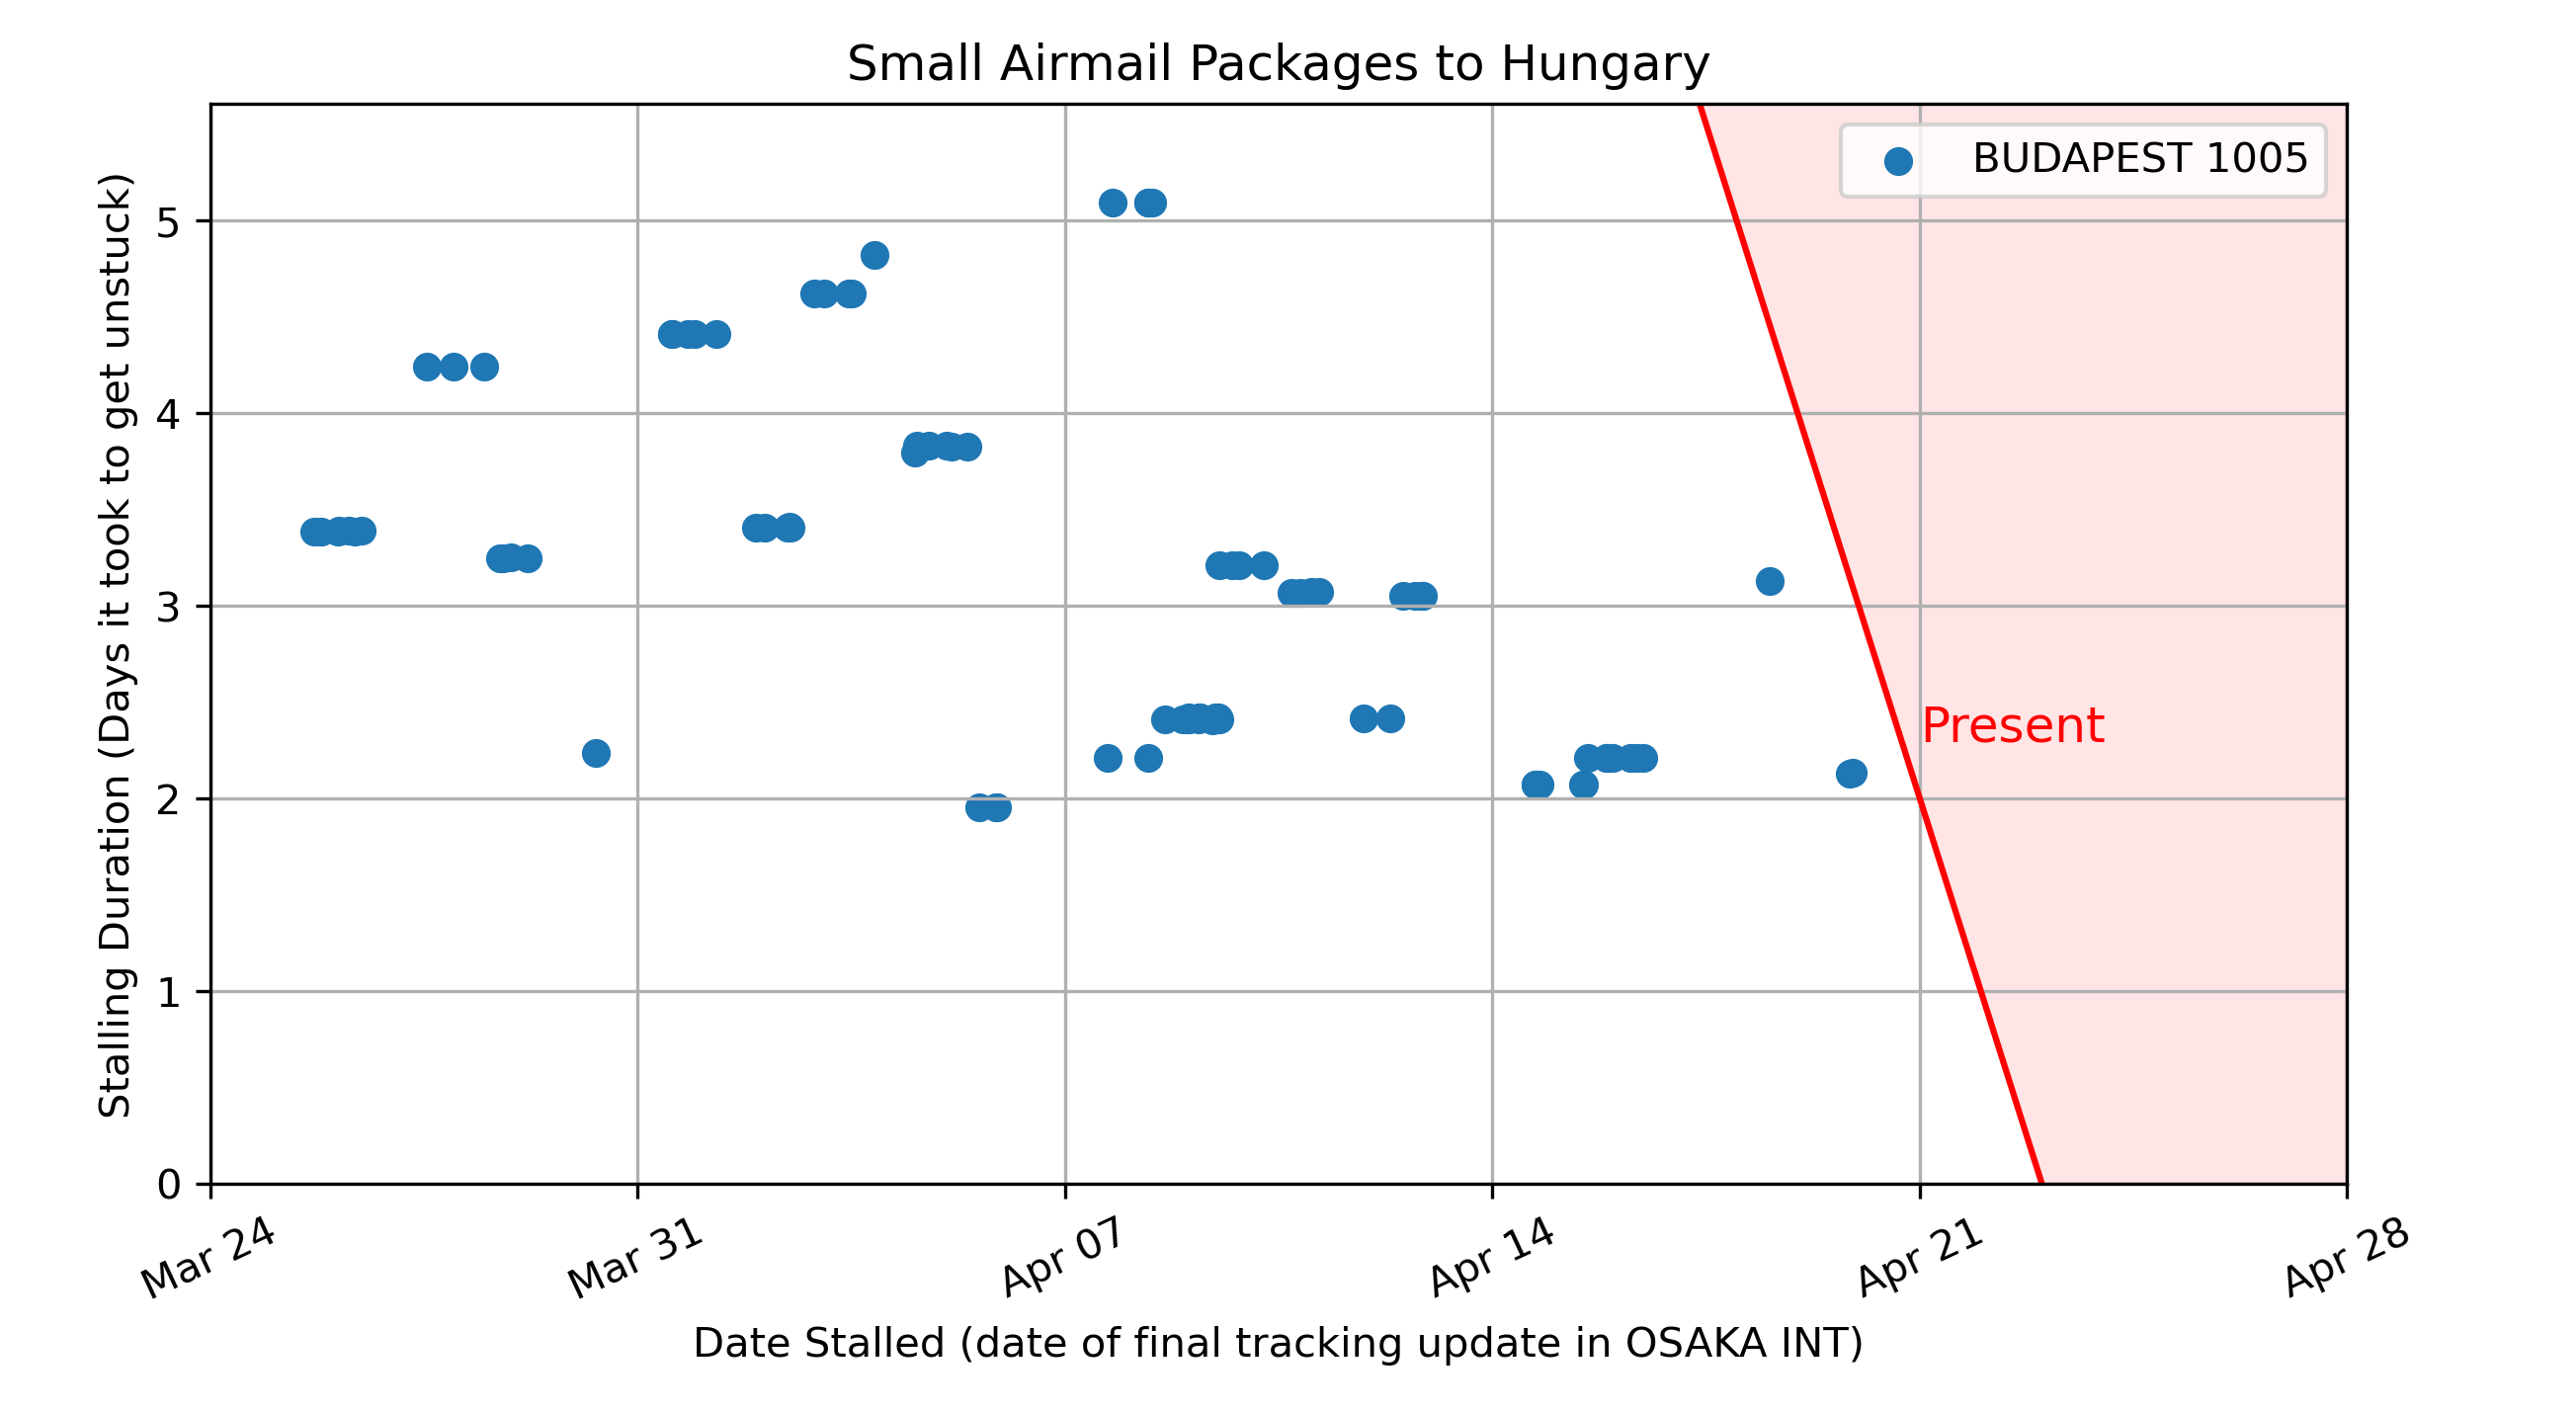 Small Airmail Packages to Hungary
BUDAPEST 1005
Stalling Duration (Days it took to get unstuck)
5
4
3
2
1
0
Present
Mar 24
Mar 31
Apr 07
Apr 14
Apr 21
Apr 28
Date Stalled (date of final tracking update in OSAKA INT)